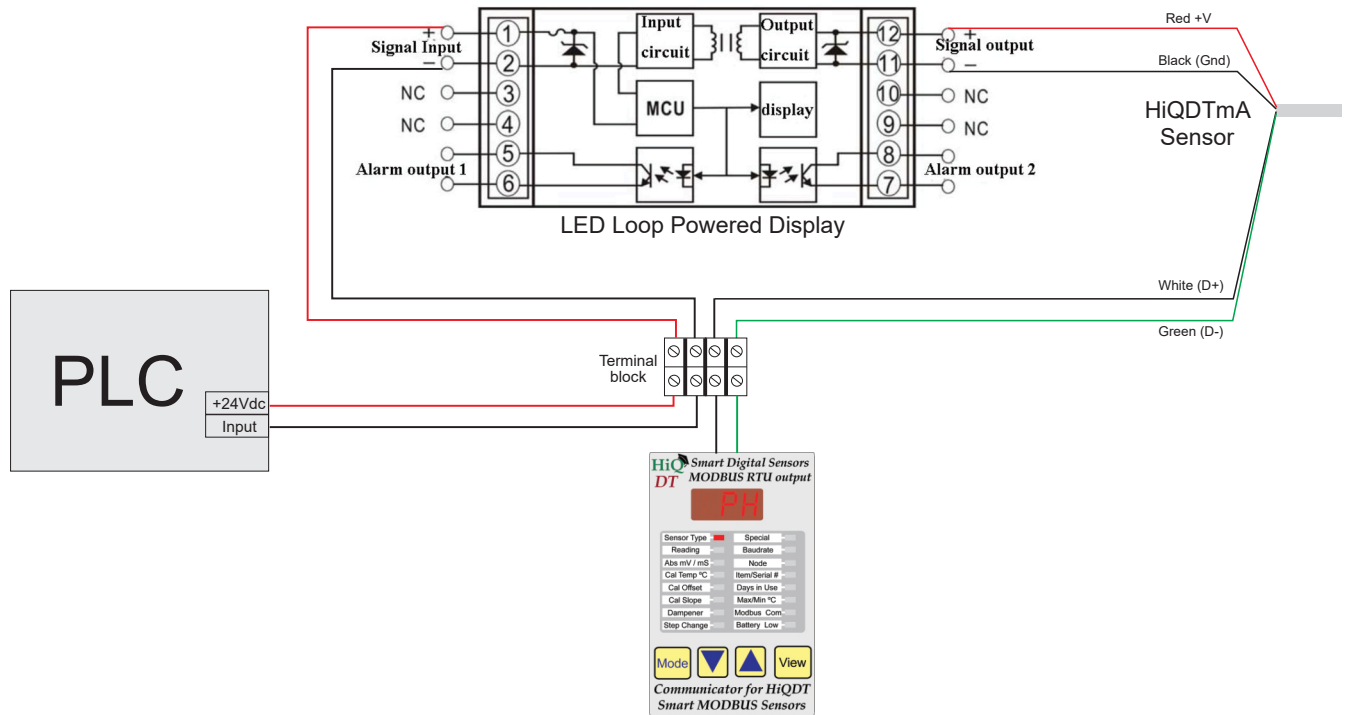 Red +V
+
Signal Input
−
1
2
Input
circuit
Output
circuit
12
11
+
Signal output
−
Black (Gnd)
NC
3
MCU
display
10
NC
HiQDTmA
Sensor
NC
4
9
NC
Alarm output 1
5
6
8
7
Alarm output 2
LED Loop Powered Display
White (D+)
Green (D-)
Terminal
block
PLC
+24Vdc
Input
HiQ
DT
Smart Digital Sensors
MODBUS RTU output
PH
Sensor Type
Special
Reading
Baudrate
Abs mV / mS
Node
Cal Temp ºC
Item/Serial #
Cal Offset
Days in Use
Cal Slope
Max/Min ºC
Dampener
Modbus Com
Step Change
Battery Low
Mode
View
Communicator for HiQDT
Smart MODBUS Sensors